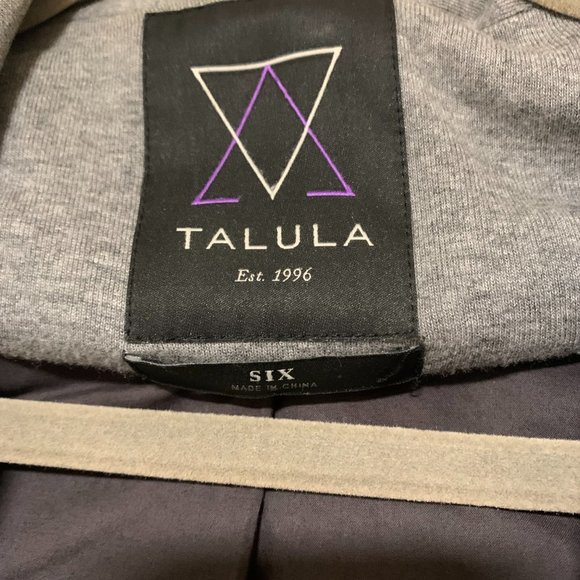 TALULA
Est. 1996
SIX
MADE IN CHINA